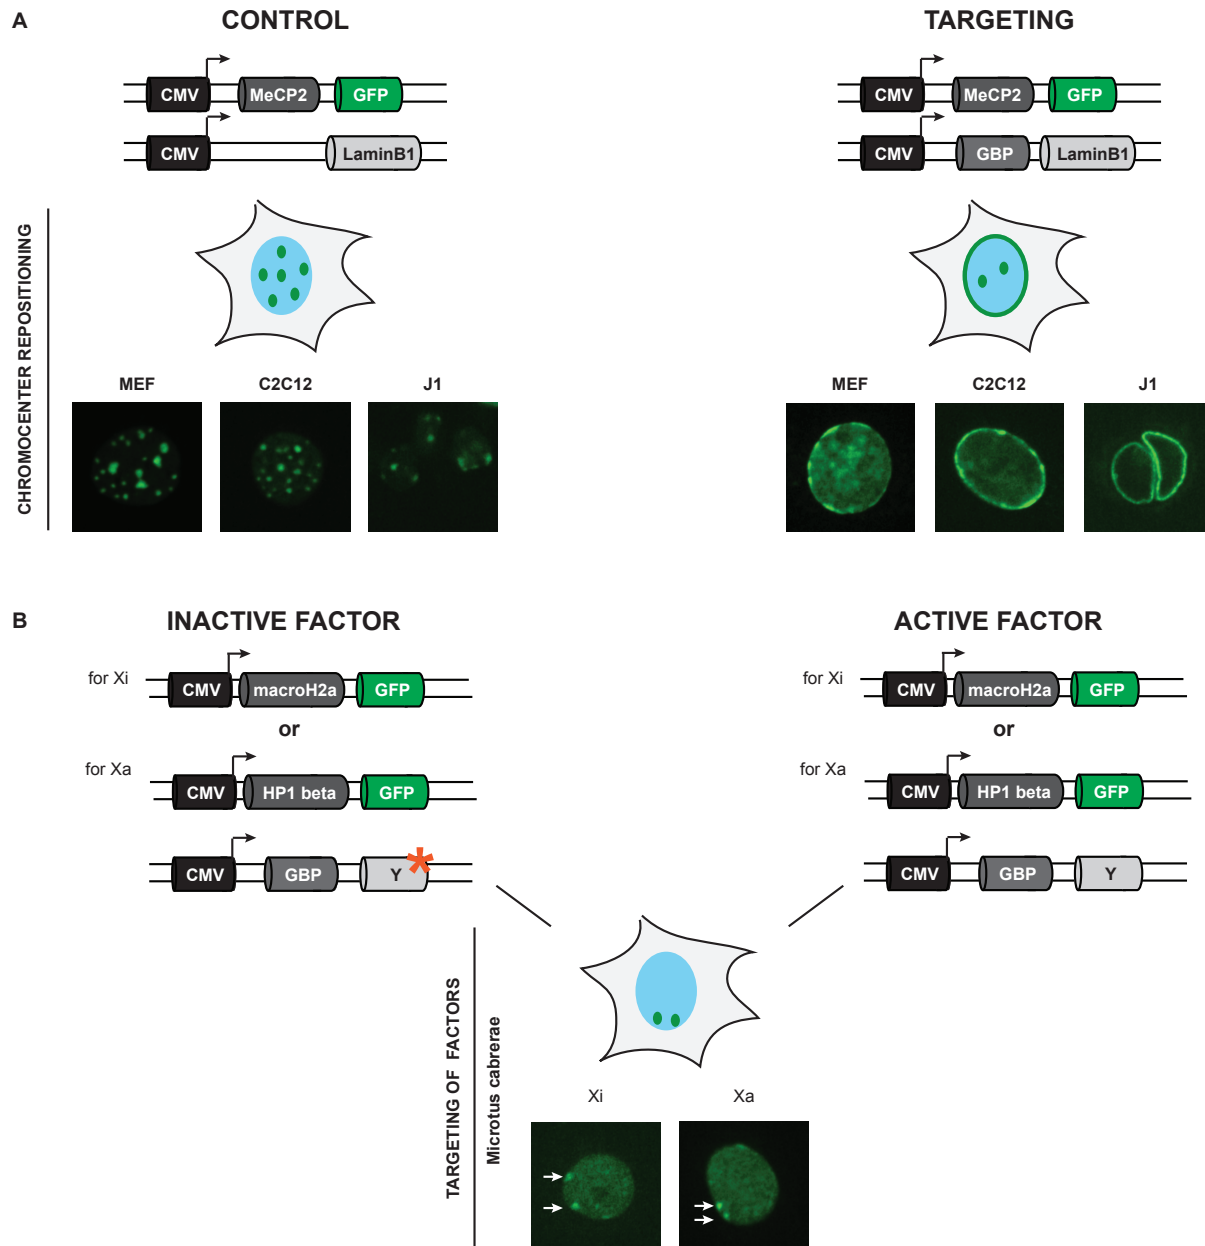 A
CONTROL
TARGETING
CMV MeCP2 GFP
CMV MeCP2 GFP
CMV LaminB1
CMV GBP LaminB1
CHROMOCENTER REPOSITIONING
MEF C2C12 J1
MEF C2C12 J1
B
INACTIVE FACTOR
ACTIVE FACTOR
for Xi CMV macroH2a GFP
for Xi CMV macroH2a GFP
or
or
for Xa CMV HP1 beta GFP
for Xa CMV HP1 beta GFP
CMV GBP Y *
CMV GBP Y
TARGETING OF FACTORS
Microtus cabrerae
Xi Xa